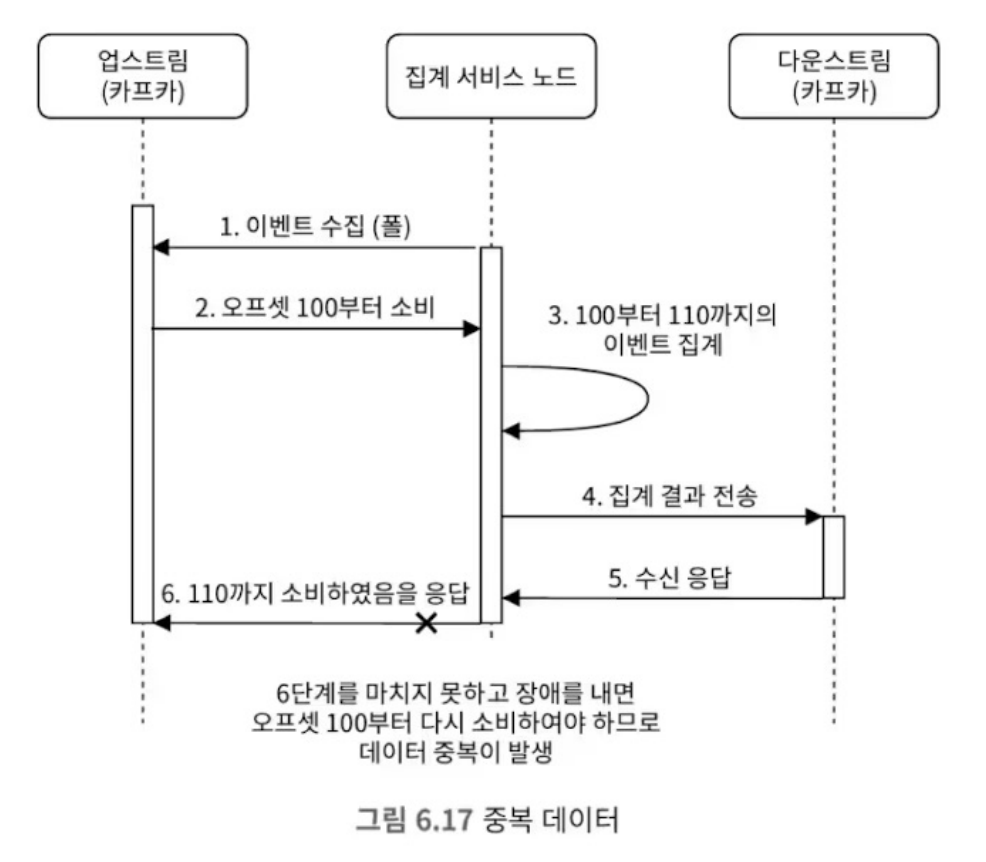 업스트림
(카프카)
집계 서비스 노드
다운스트림
(카프카)
1. 이벤트 수집 (폴)
2. 오프셋 100부터 소비
3. 100부터 110까지의
이벤트 집계
4. 집계 결과 전송
5. 수신 응답
6. 110까지 소비하였음을 응답
6단계를 마치지 못하고 장애를 내면
오프셋 100부터 다시 소비하여야 하므로
데이터 중복이 발생
그림 6.17 중복 데이터